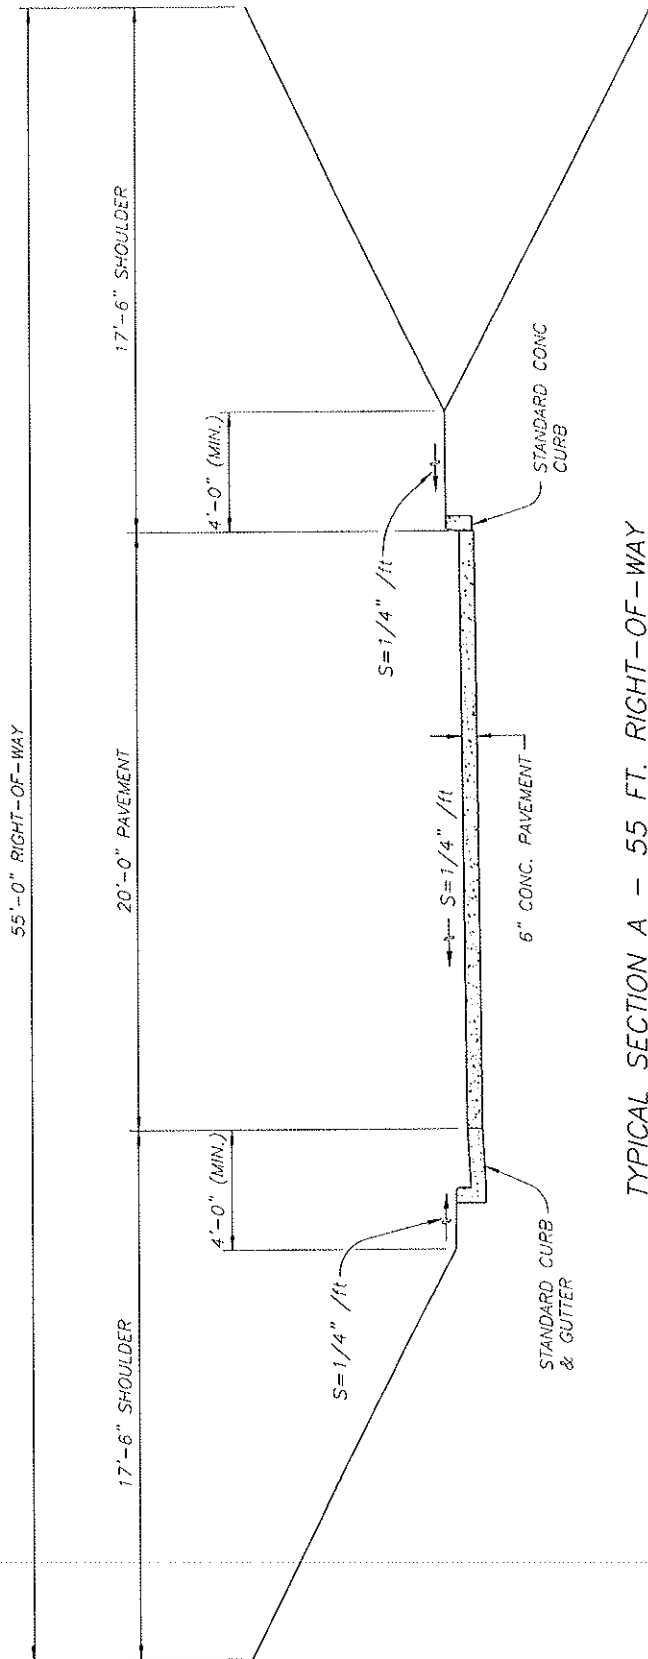 55'-0" RIGHT-OF-WAY
17'-6" SHOULDER
20'-0" PAVEMENT
17'-6" SHOULDER
4'-0" (MIN.)
4'-0" (MIN.)
S=1/4" /ft
S=1/4" /ft
S=1/4" /ft
STANDARD CURB
& GUTTER
6" CONC. PAVEMENT
STANDARD CONC
CURB
TYPICAL SECTION A - 55 FT. RIGHT-OF-WAY